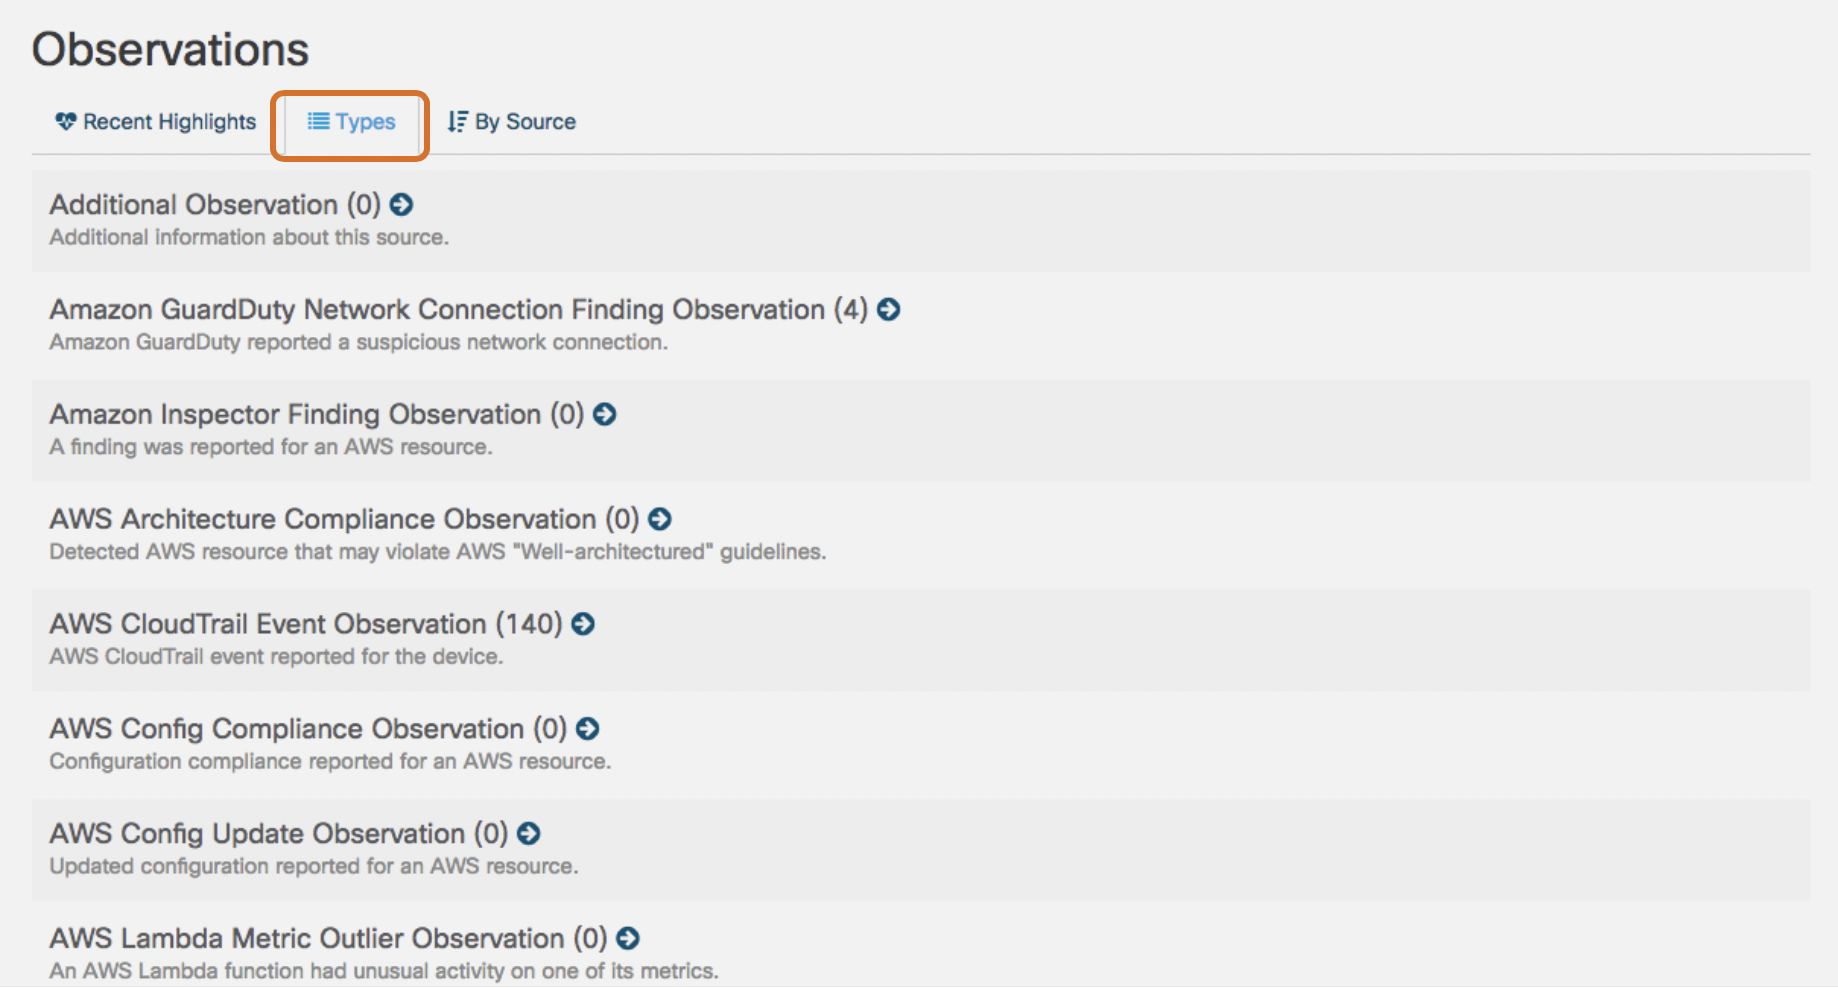 Observations
Recent Highlights Types By Source
Additional Observation (0)
Additional information about this source.
Amazon GuardDuty Network Connection Finding Observation (4)
Amazon GuardDuty reported a suspicious network connection.
Amazon Inspector Finding Observation (0)
A finding was reported for an AWS resource.
AWS Architecture Compliance Observation (0)
Detected AWS resource that may violate AWS "Well-architectured" guidelines.
AWS CloudTrail Event Observation (140)
AWS CloudTrail event reported for the device.
AWS Config Compliance Observation (0)
Configuration compliance reported for an AWS resource.
AWS Config Update Observation (0)
Updated configuration reported for an AWS resource.
AWS Lambda Metric Outlier Observation (0)
An AWS Lambda function had unusual activity on one of its metrics.